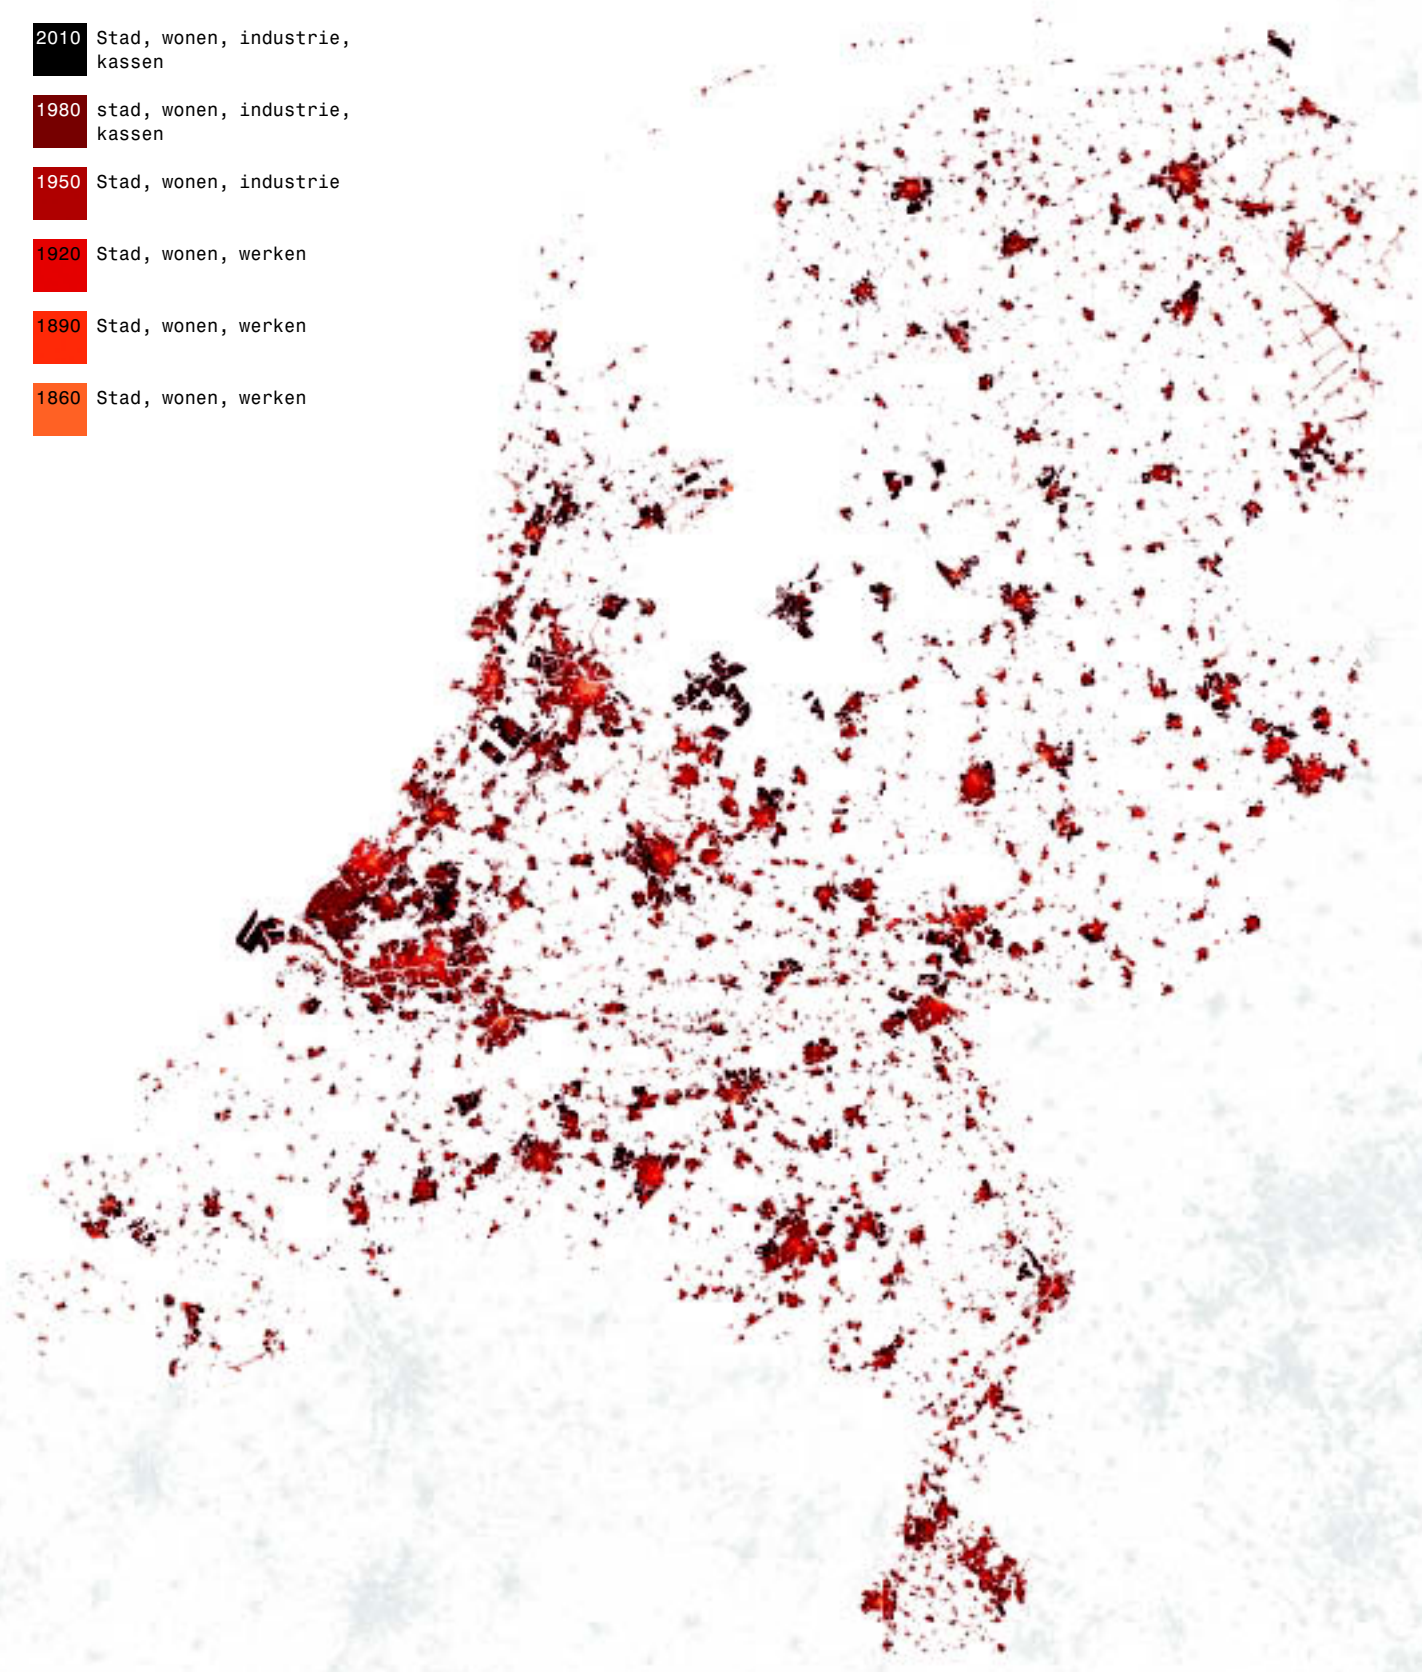 2010 Stad, wonen, industrie,
kassen
1980 stad, wonen, industrie,
kassen
1950 Stad, wonen, industrie
1920 Stad, wonen, werken
1890 Stad, wonen, werken
1860 Stad, wonen, werken